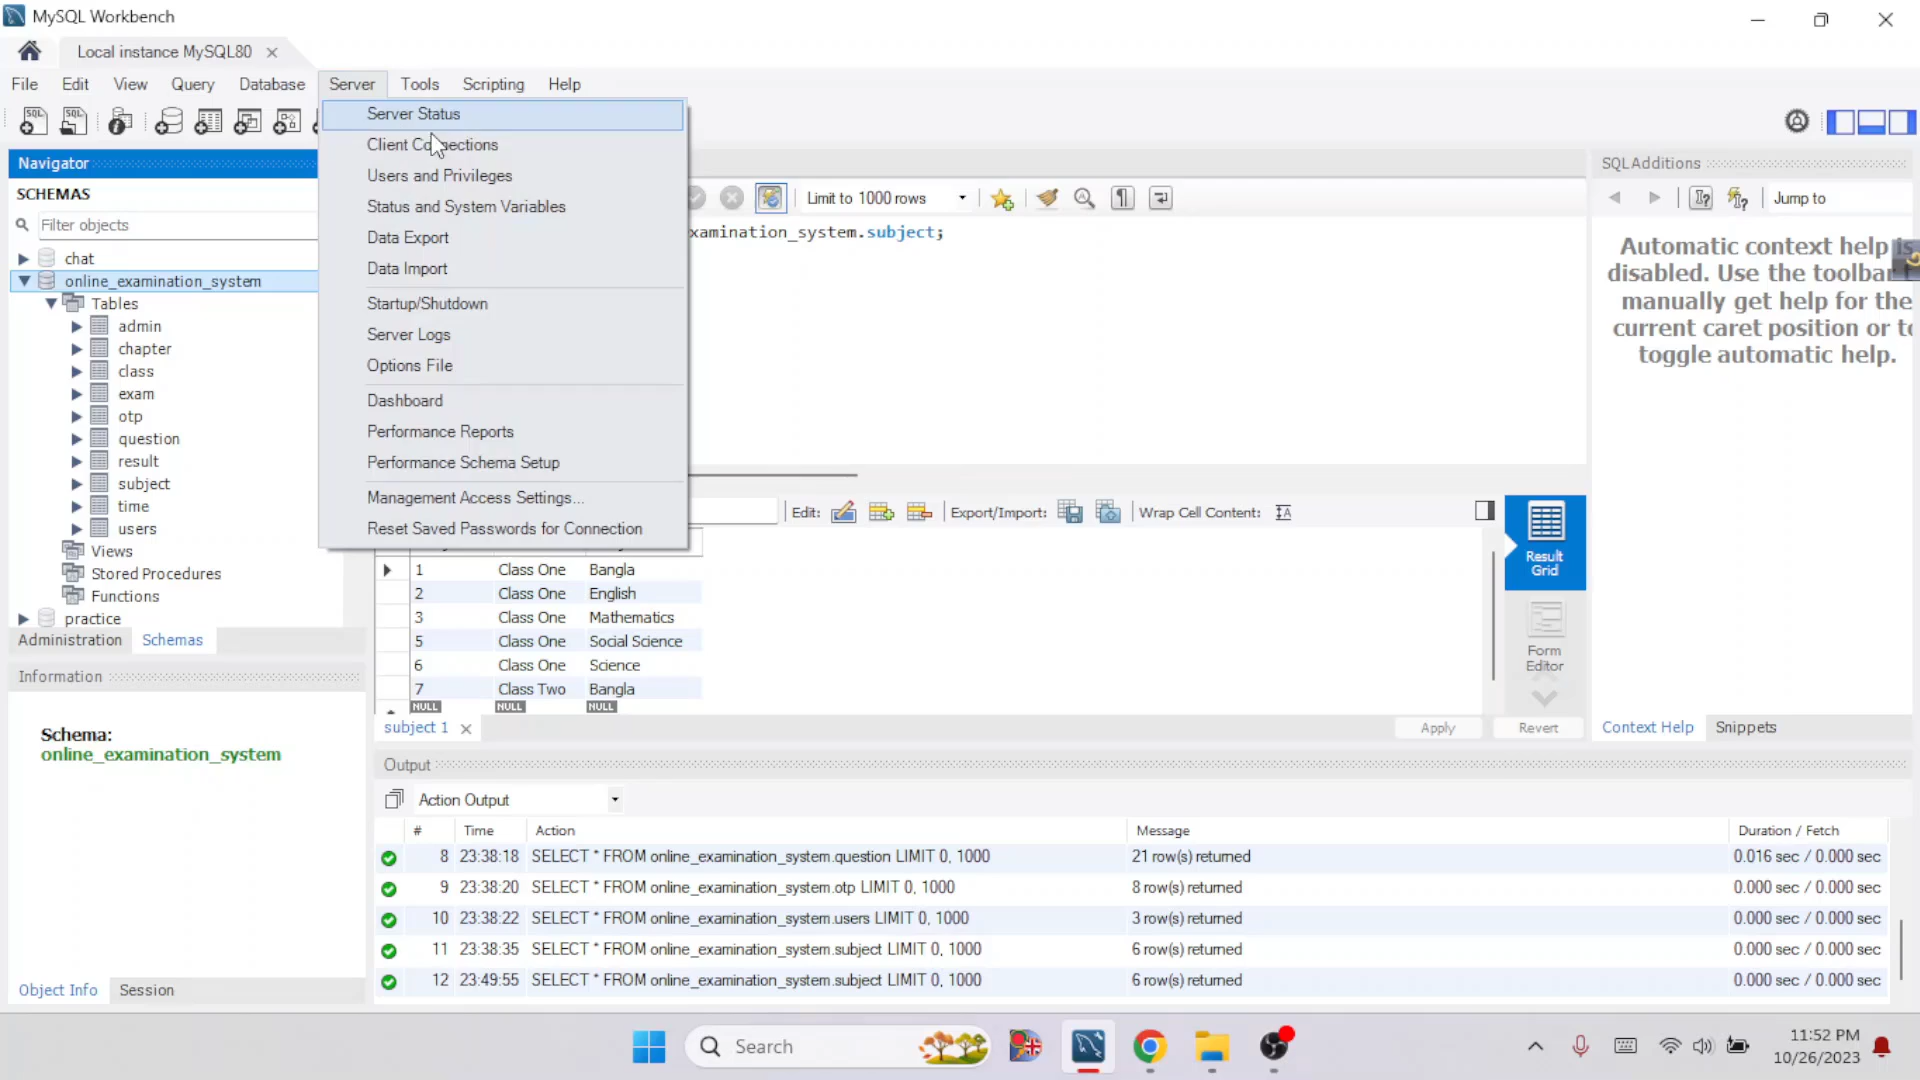 MySQL Workbench
Local instance MySQL80
File Edit View Query Database Server Tools Scripting Help
Server Status
Client Connections
Users and Privileges
Status and System Variables
Data Export
Data Import
Startup/Shutdown
Server Logs
Options File
Dashboard
Performance Reports
Performance Schema Setup
Management Access Settings...
Reset Saved Passwords for Connection
Navigator
SCHEMAS
Filter objects
chat
online_examination_system
Tables
admin
chapter
class
exam
otp
question
result
subject
time
users
Views
Stored Procedures
Functions
practice
Administration Schemas
Information
Schema:
online_examination_system
Object Info Session
Limit to 1000 rows
xamination_system.subject;
Edit: Export/Import: Wrap Cell Content:
1 Class One Bangla
2 Class One English
3 Class One Mathematics
5 Class One Social Science
6 Class One Science
7 Class Two Bangla
NULL NULL NULL
Result
Grid
Form
Editor
subject 1
Apply Revert
SQLAdditions
Jump to
Automatic context help is
disabled. Use the toolbar
manually get help for the
current caret position or to
toggle automatic help.
Context Help Snippets
Output
Action Output
# Time Action Message Duration / Fetch
8 23:38:18 SELECT * FROM online_examination_system.question LIMIT 0, 1000 21 row(s) returned 0.016 sec / 0.000 sec
9 23:38:20 SELECT * FROM online_examination_system.otp LIMIT 0, 1000 8 row(s) returned 0.000 sec / 0.000 sec
10 23:38:22 SELECT * FROM online_examination_system.users LIMIT 0, 1000 3 row(s) returned 0.000 sec / 0.000 sec
11 23:38:35 SELECT * FROM online_examination_system.subject LIMIT 0, 1000 6 row(s) returned 0.000 sec / 0.000 sec
12 23:49:55 SELECT * FROM online_examination_system.subject LIMIT 0, 1000 6 row(s) returned 0.000 sec / 0.000 sec
Search
11:52 PM
10/26/2023